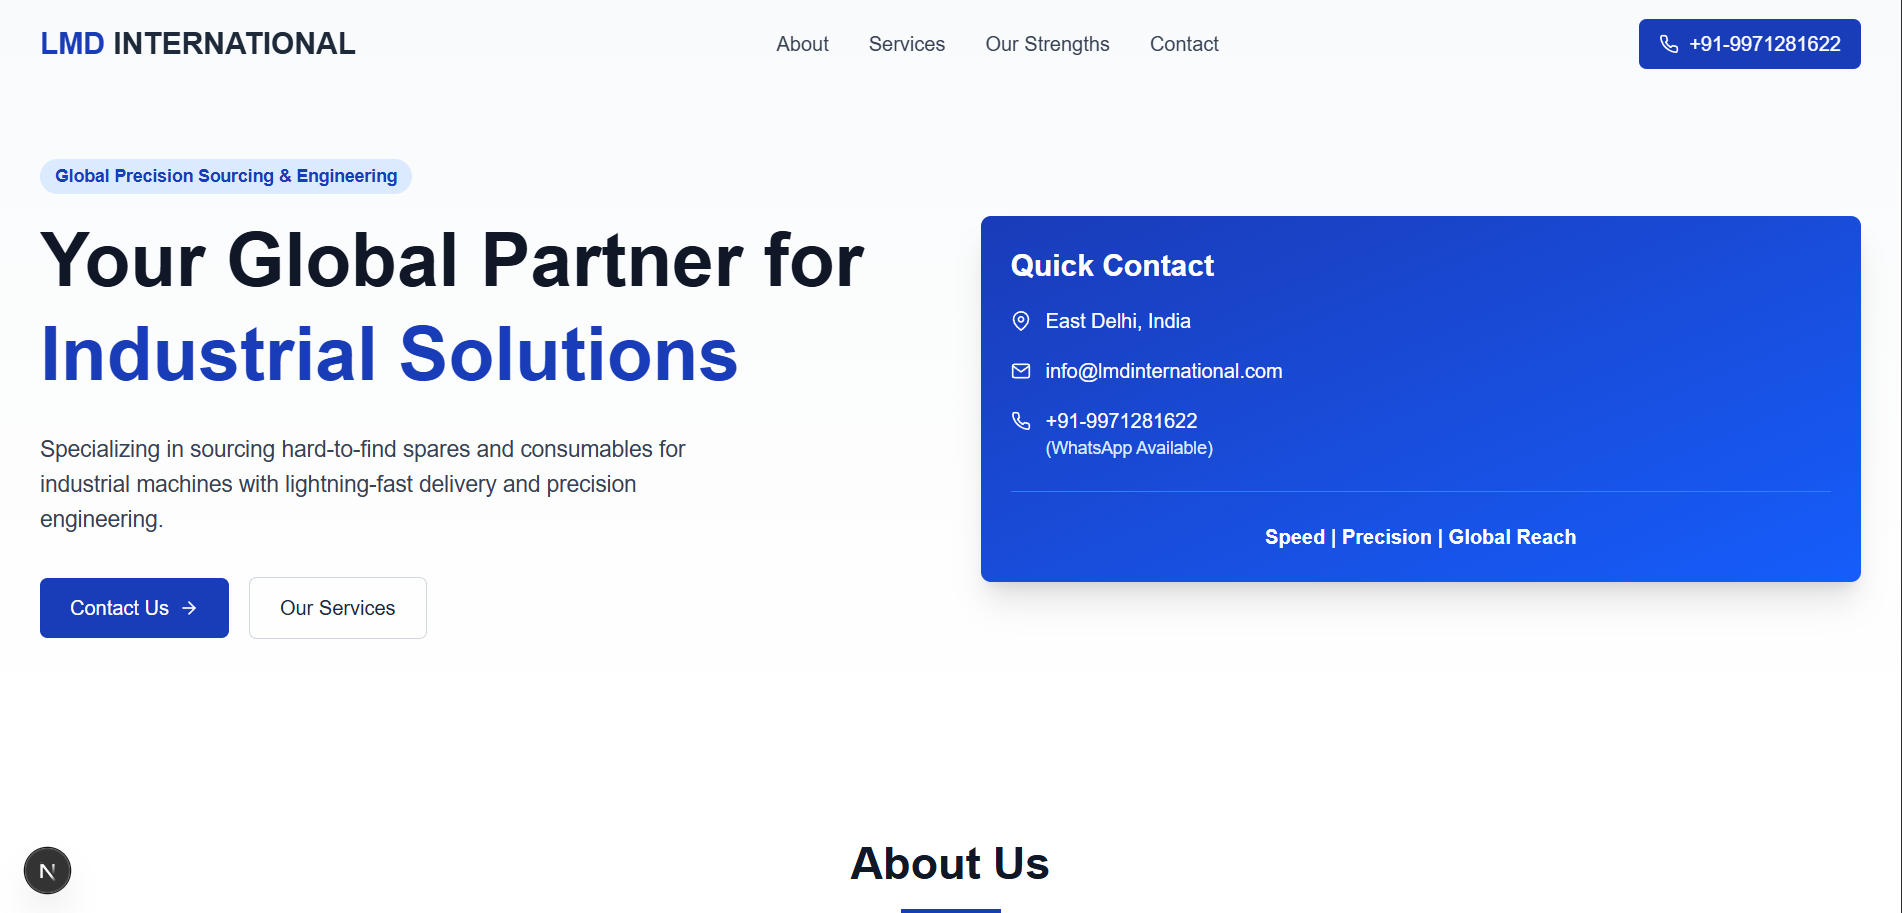 LMD INTERNATIONAL
About
Services
Our Strengths
Contact
+91-9971281622
Global Precision Sourcing & Engineering
Your Global Partner for
Industrial Solutions
Specializing in sourcing hard-to-find spares and consumables for
industrial machines with lightning-fast delivery and precision
engineering.
Contact Us
Our Services
Quick Contact
East Delhi, India
info@lmdinternational.com
+91-9971281622
(WhatsApp Available)
Speed | Precision | Global Reach
About Us
N